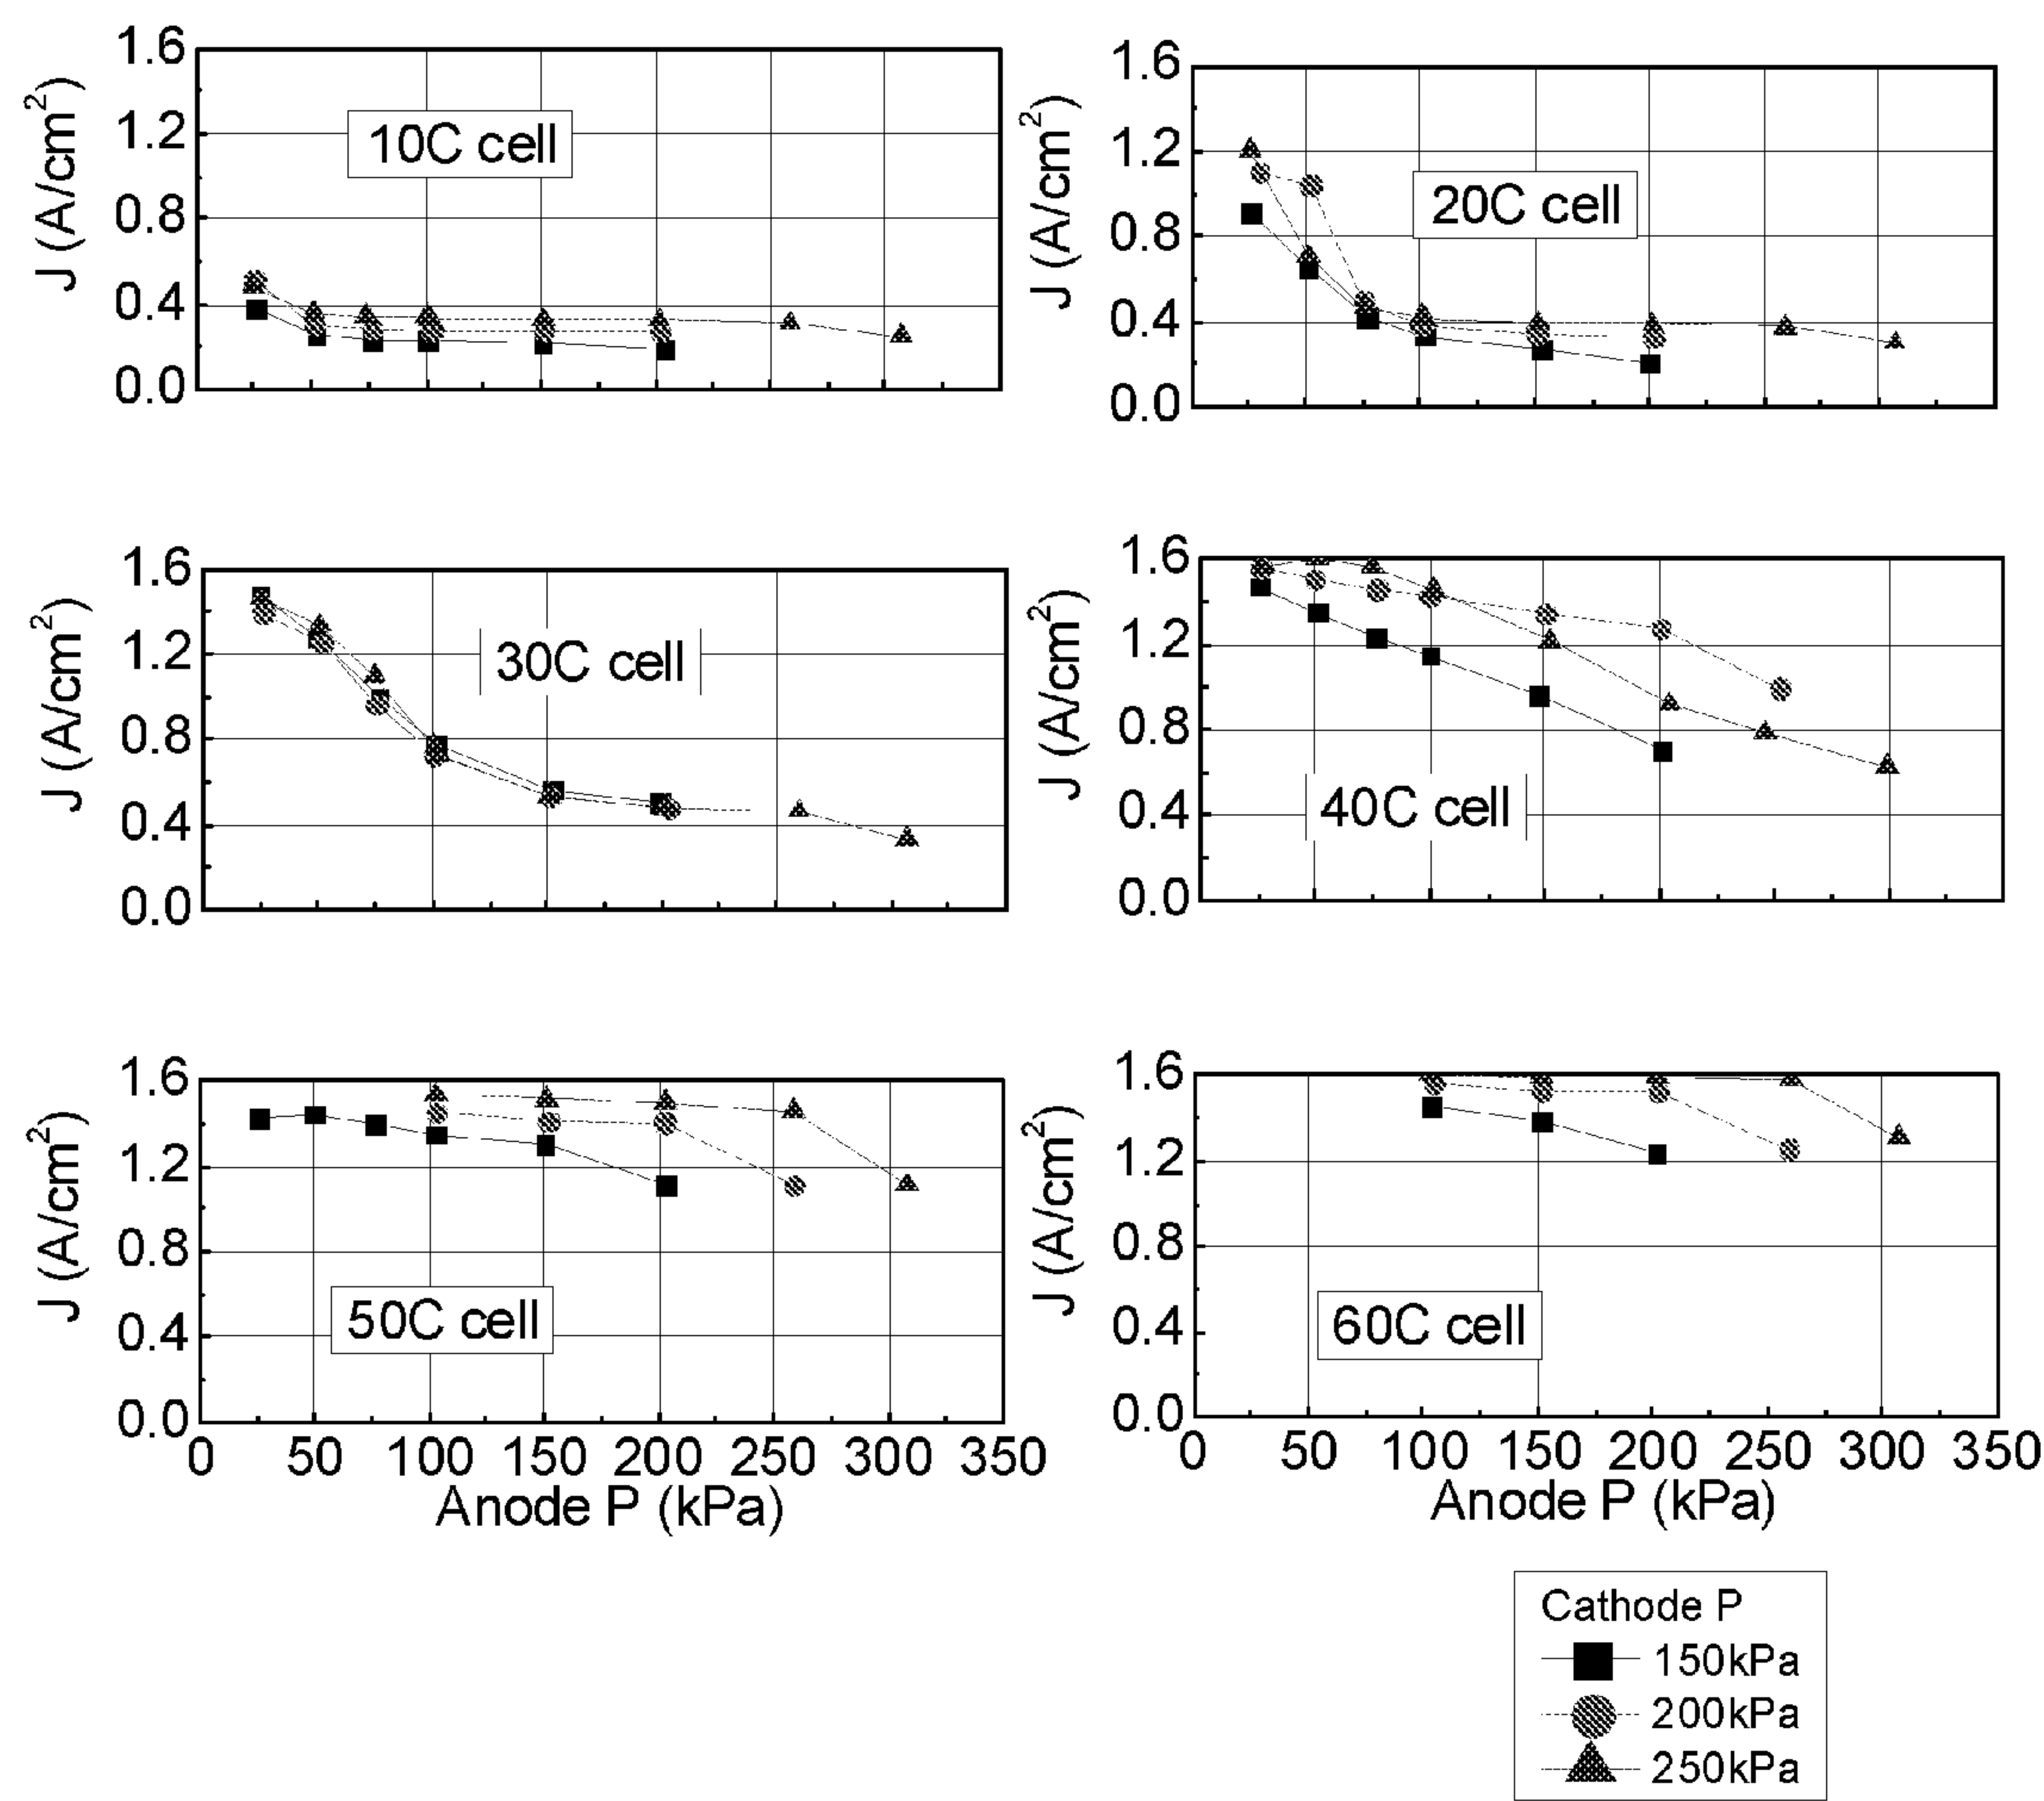 1.6
1.2
0.8
0.4
0.0
J (A/cm²)
10C cell
1.6
1.2
0.8
0.4
0.0
J (A/cm²)
20C cell
1.6
1.2
0.8
0.4
0.0
J (A/cm²)
30C cell
1.6
1.2
0.8
0.4
0.0
J (A/cm²)
40C cell
1.6
1.2
0.8
0.4
0.0
J (A/cm²)
50C cell
0 50 100 150 200 250 300 350
Anode P (kPa)
1.6
1.2
0.8
0.4
0.0
J (A/cm²)
60C cell
0 50 100 150 200 250 300 350
Anode P (kPa)
Cathode P
150kPa
200kPa
250kPa